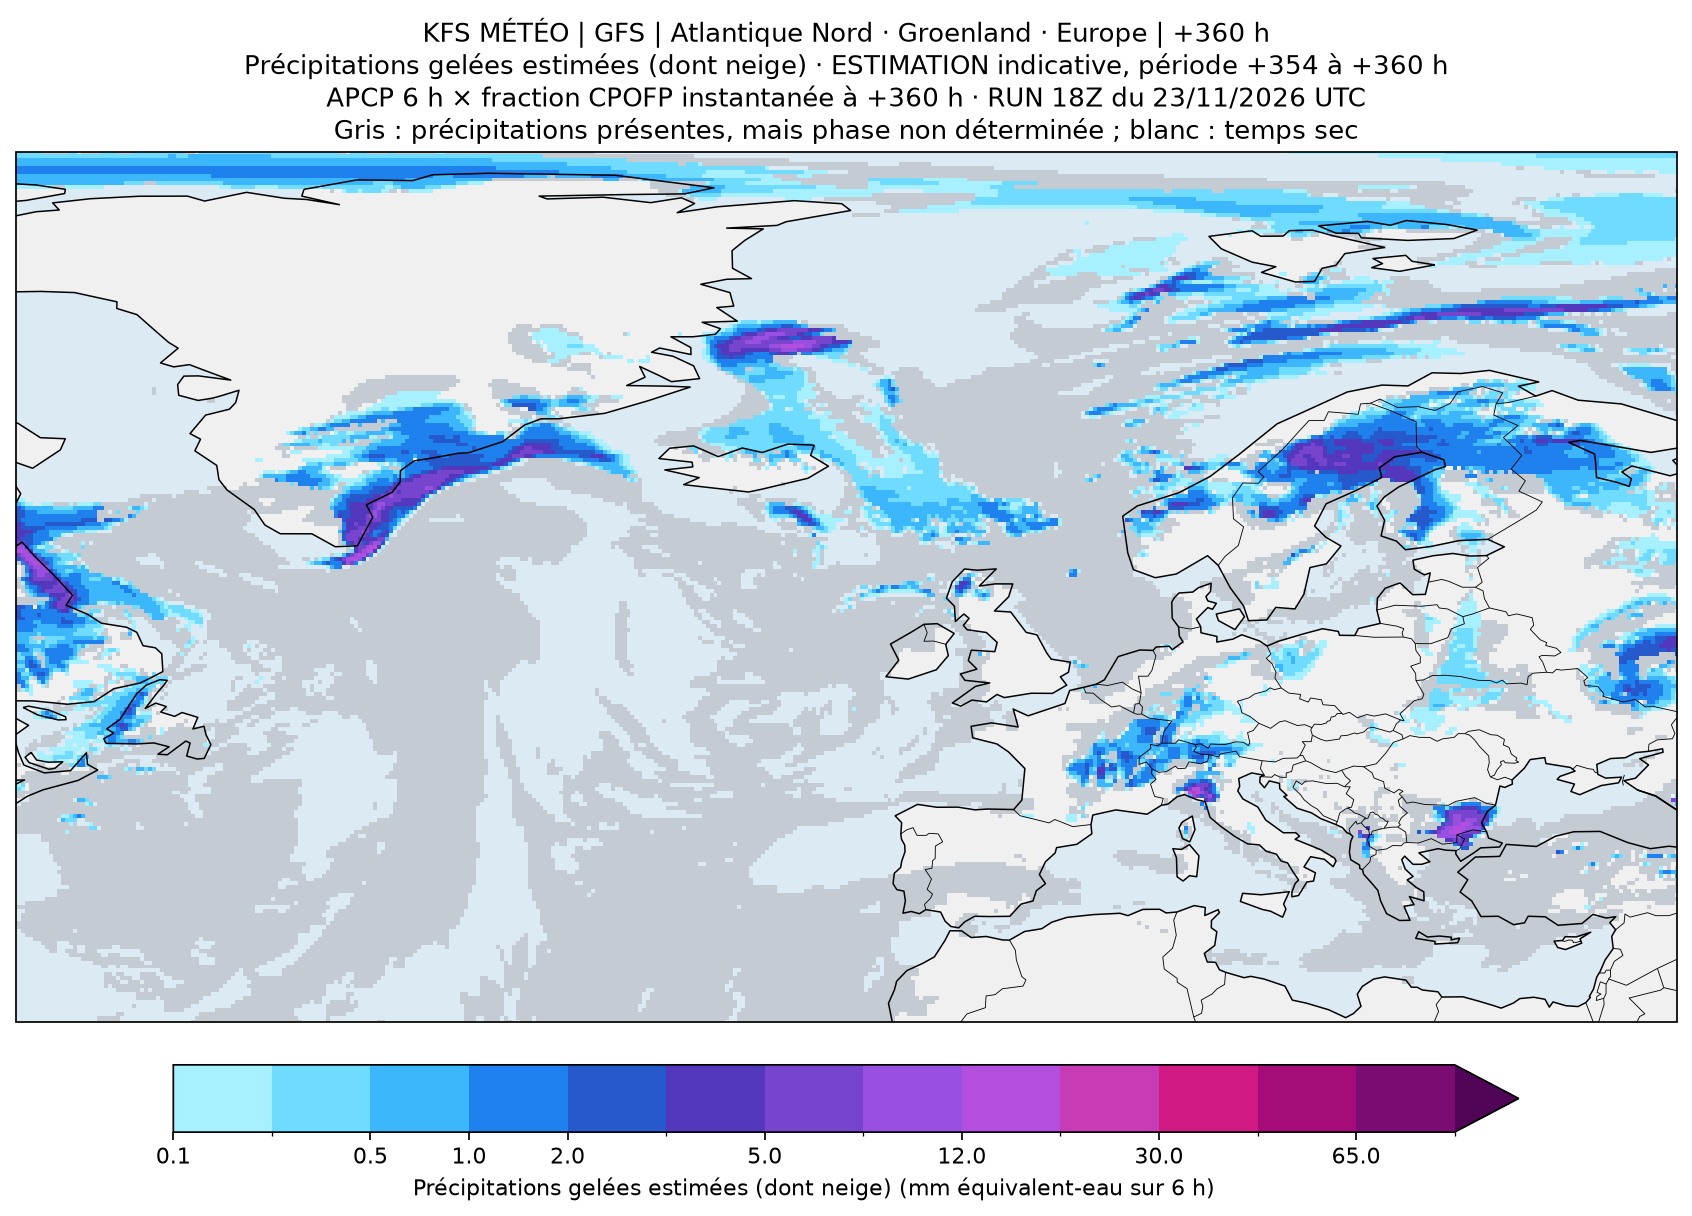 KFS MÉTÉO | GFS | Atlantique Nord · Groenland · Europe | +360 h
Précipitations gelées estimées (dont neige) · ESTIMATION indicative, période +354 à +360 h
APCP 6 h × fraction CPOFP instantanée à +360 h · RUN 18Z du 23/11/2026 UTC
Gris : précipitations présentes, mais phase non déterminée ; blanc : temps sec
0.1 0.5 1.0 2.0 5.0 12.0 30.0 65.0
Précipitations gelées estimées (dont neige) (mm équivalent-eau sur 6 h)